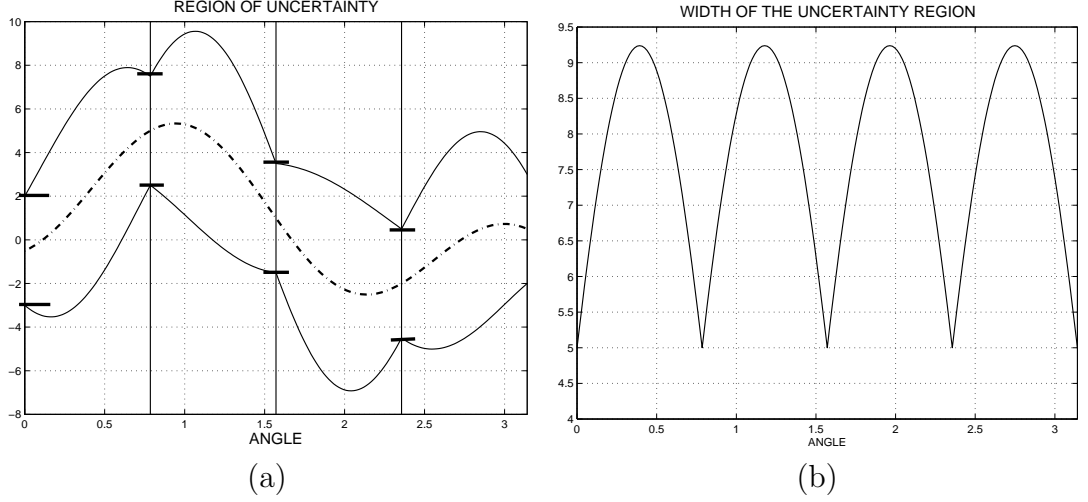 REGION OF UNCERTAINTY
10
8
6
4
2
0
−2
−4
−6
−8
0 0.5 1 1.5 2 2.5 3
ANGLE
(a)
WIDTH OF THE UNCERTAINTY REGION
9.5
9
8.5
8
7.5
7
6.5
6
5.5
5
4.5
4
0 0.5 1 1.5 2 2.5 3
ANGLE
(b)